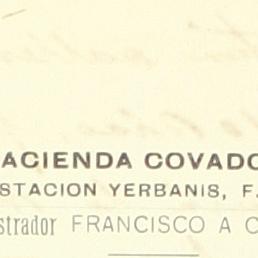 ACIENDA COVADO
STACION YERBANIS, F.
strador FRANCISCO A C